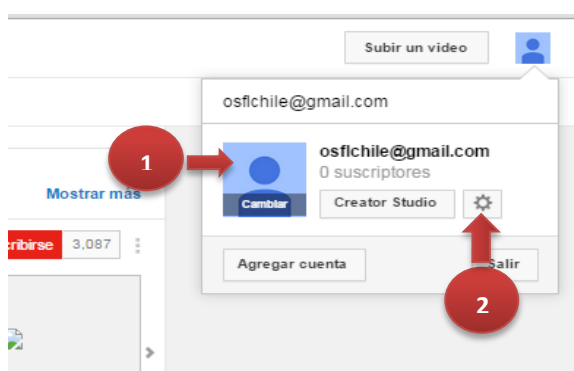 Subir un video
osflchile@gmail.com
1
osflchile@gmail.com
0 suscriptores
Mostrar más
Cambiar
Creator Studio
cribirse 3,087
Agregar cuenta
Salir
2